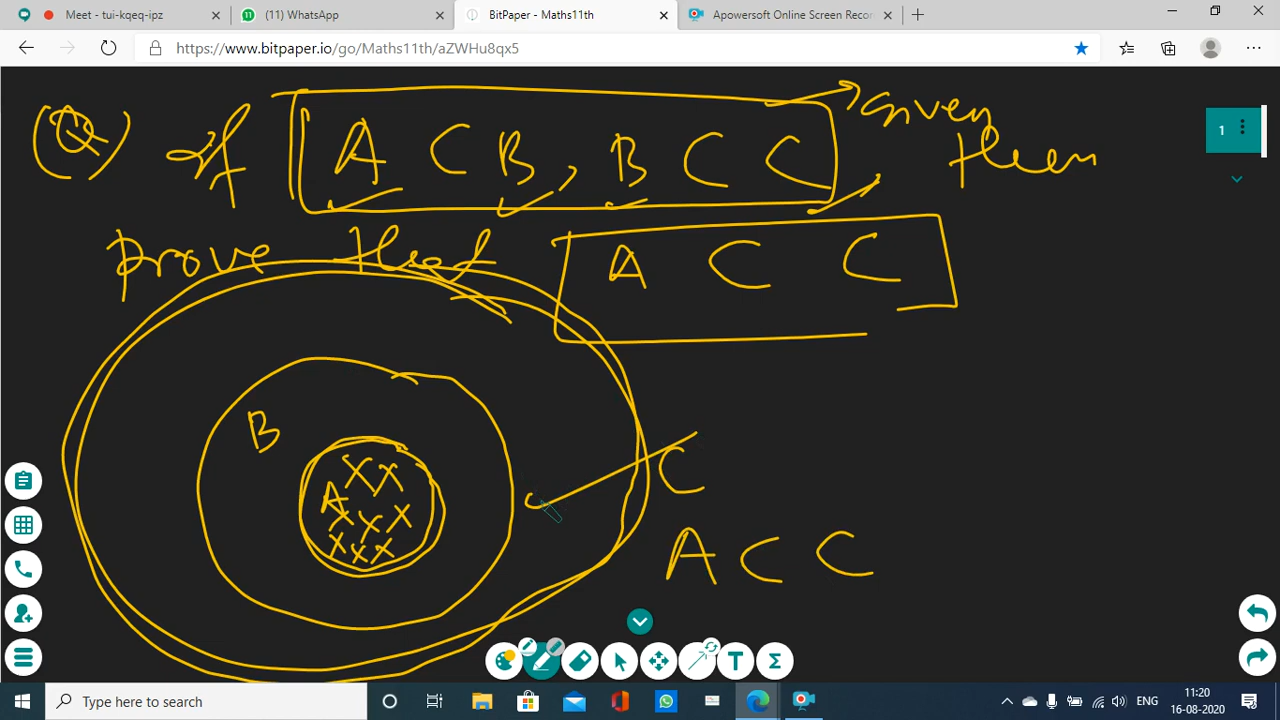 Meet - tui-kqeq-ipz
(11) WhatsApp
BitPaper - Maths11th
Apowersoft Online Screen Recor
https://www.bitpaper.io/go/Maths11th/aZWHu8qx5
(Q) If A ⊂ B, B ⊂ C, given then
prove that A ⊂ C
1
B
A
C
A ⊂ C
T Σ
Type here to search
ENG
11:20
16-08-2020